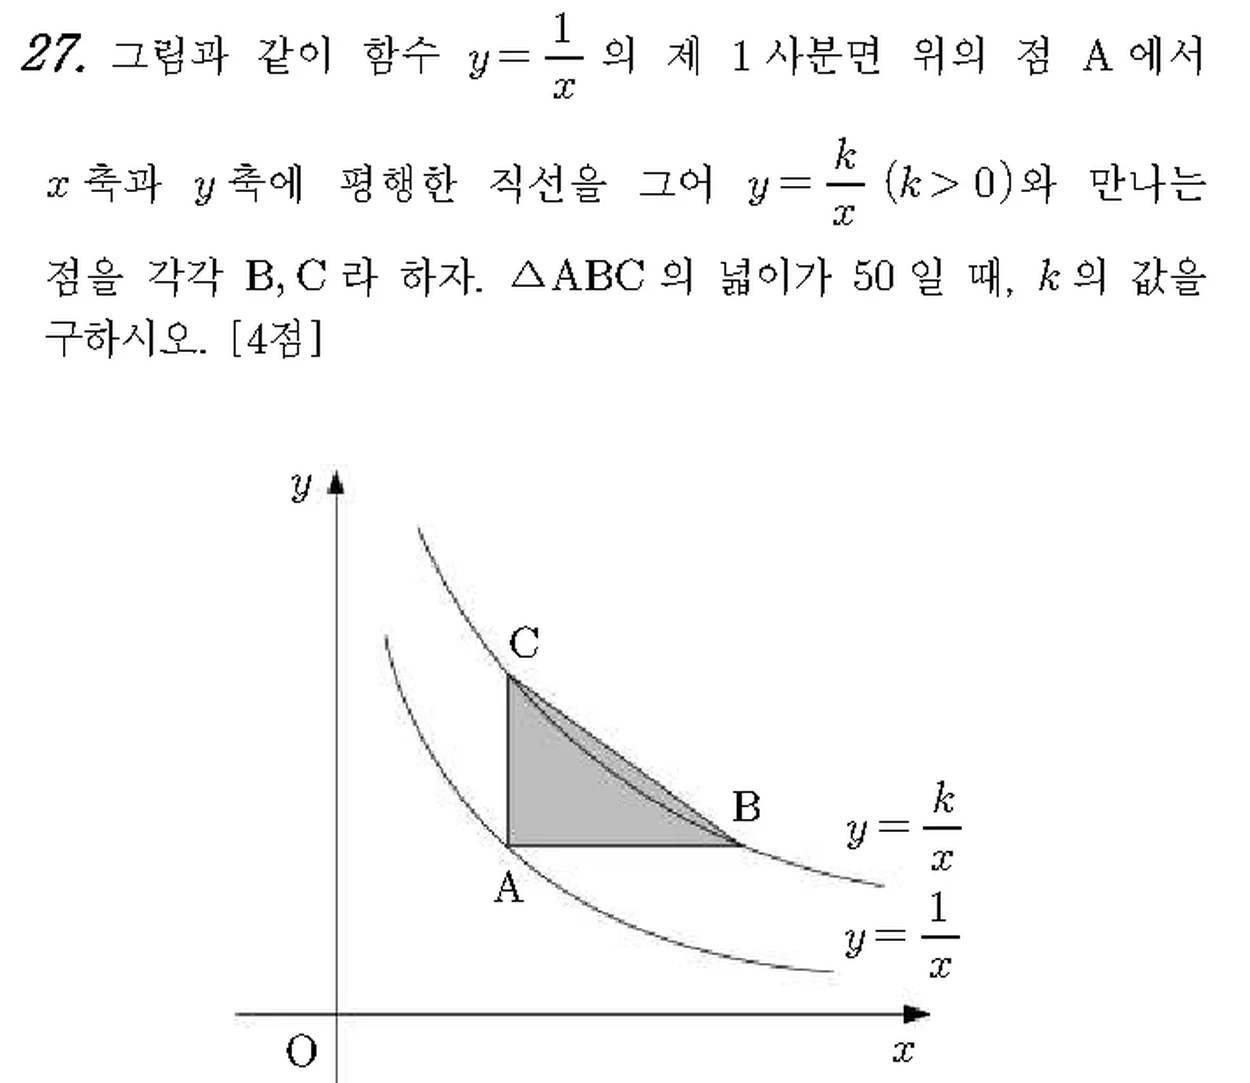 27. 그림과 같이 함수 y = 1/x 의 제 1 사분면 위의 점 A 에서
x 축과 y 축에 평행한 직선을 그어 y = k/x (k > 0)와 만나는
점을 각각 B, C 라 하자. △ABC 의 넓이가 50 일 때, k 의 값을
구하시오. [4점]
y
C
B
y = k/x
A
y = 1/x
O
x